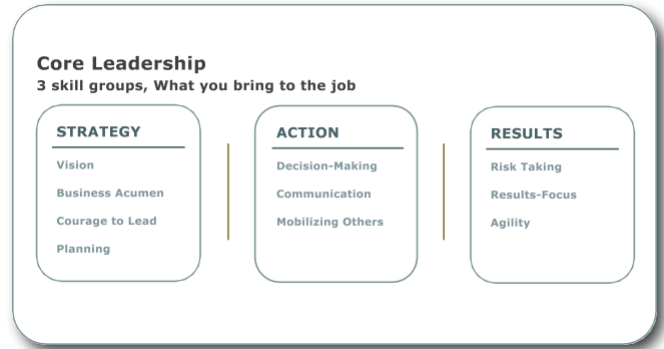 Core Leadership
3 skill groups, What you bring to the job
STRATEGY
Vision
Business Acumen
Courage to Lead
Planning
ACTION
Decision-Making
Communication
Mobilizing Others
RESULTS
Risk Taking
Results-Focus
Agility